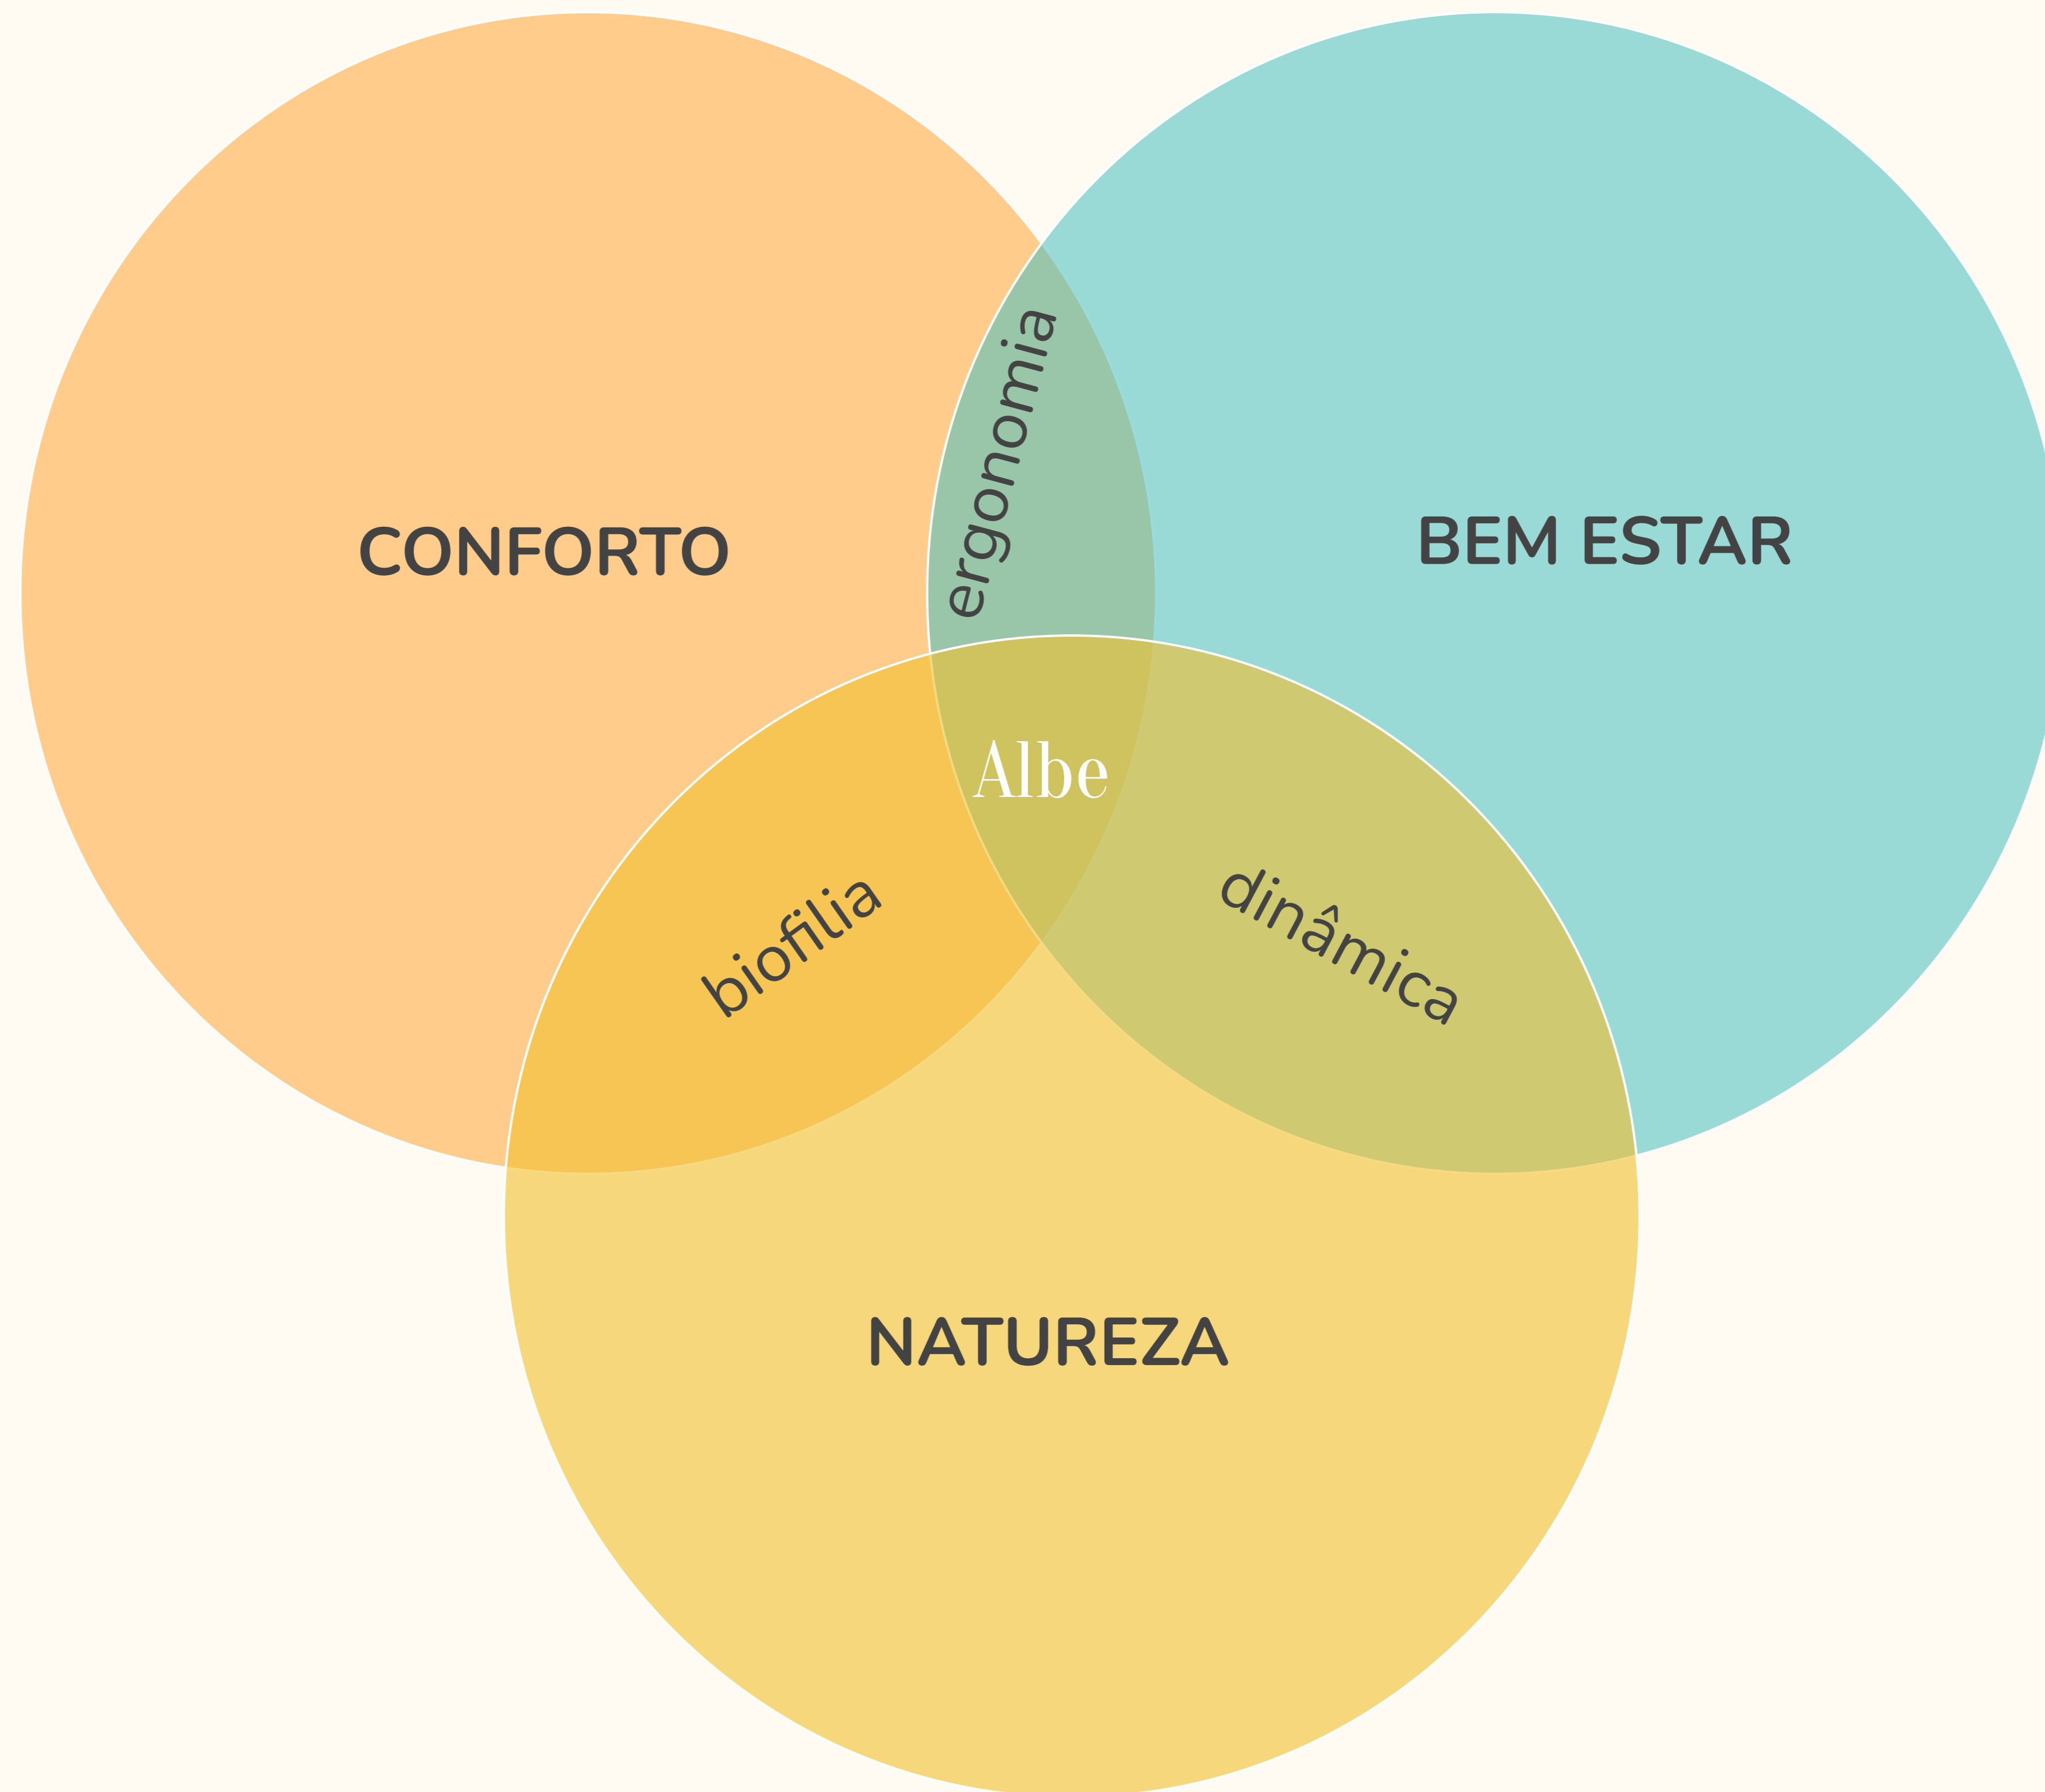 ergonomia
CONFORTO
BEM ESTAR
Albe
biofilia
dinâmica
NATUREZA